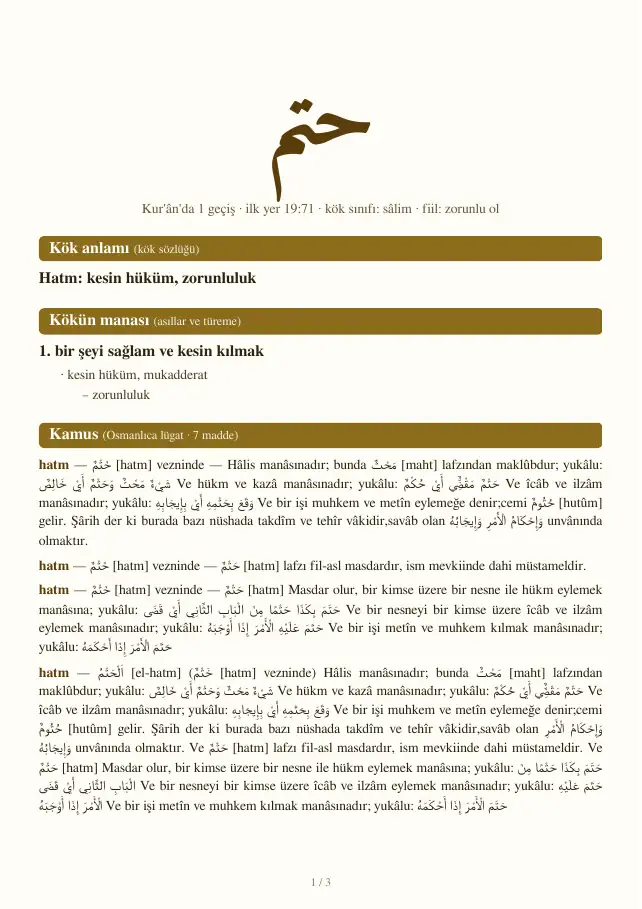 حتم
Kur'ân'da 1 geçiş · ilk yer 19:71 · kök sınıfı: sâlim · fiil: zorunlu ol
Kök anlamı (kök sözlüğü)
Hatm: kesin hüküm, zorunluluk
Kökün manası (asıllar ve türeme)
1. bir şeyi sağlam ve kesin kılmak
· kesin hüküm, mukadderat
– zorunluluk
Kamus (Osmanlıca lügat · 7 madde)
hatm — خَتْمٌ [hatm] vezninde — Hâlis manâsınadır; bunda مَحْتٌ [maht] lafzından maklûbdur; yukâlu:
شَيْءٌ مَحْتٌ وَحَتْمٌ أَيْ خَالِصٌ Ve hükm ve kazâ manâsınadır; yukâlu: حَتْمٌ مَقْضِيٌّ أَيْ حُكْمٌ Ve îcâb ve ilzâm
manâsınadır; yukâlu: وَقَعَ بِحَتْمِهِ أَيْ بِإِيجَابِهِ Ve bir işi muhkem ve metîn eylemeğe denir;cemi حُتُومٌ [hutûm]
gelir. Şârih der ki burada bazı nüshada takdîm ve tehîr vâkidir,savâb olan وَإِحْكَامُ الْأَمْرِ وَإِيجَابُهُ unvânında
olmaktır.
hatm — خَتْمٌ [hatm] vezninde — حَتْمٌ [hatm] lafzı fil-asl masdardır, ism mevkiinde dahi müstameldir.
hatm — خَتْمٌ [hatm] vezninde — حَتْمٌ [hatm] Masdar olur, bir kimse üzere bir nesne ile hükm eylemek
manâsına; yukâlu: حَتَمَ بِكَذَا حَتْمًا مِنَ الْبَابِ الثَّانِي أَيْ قَضَى Ve bir nesneyi bir kimse üzere îcâb ve ilzâm
eylemek manâsınadır; yukâlu: حَتَمَ عَلَيْهِ الْأَمْرَ إِذَا أَوْجَبَهُ Ve bir işi metîn ve muhkem kılmak manâsınadır;
yukâlu: حَتَمَ الْأَمْرَ إِذَا أَحْكَمَهُ
hatm — اَلْحَتْمُ [el-hatm] (خَتْمٌ [hatm] vezninde) Hâlis manâsınadır; bunda مَحْتٌ [maht] lafzından
maklûbdur; yukâlu: شَيْءٌ مَحْتٌ وَحَتْمٌ أَيْ خَالِصٌ Ve hükm ve kazâ manâsınadır; yukâlu: حَتْمٌ مَقْضِيٌّ أَيْ حُكْمٌ Ve
îcâb ve ilzâm manâsınadır; yukâlu: وَقَعَ بِحَتْمِهِ أَيْ بِإِيجَابِهِ Ve bir işi muhkem ve metîn eylemeğe denir;cemi
حُتُومٌ [hutûm] gelir. Şârih der ki burada bazı nüshada takdîm ve tehîr vâkidir,savâb olan وَإِحْكَامُ الْأَمْرِ
وَإِيجَابُهُ unvânında olmaktır. Ve حَتْمٌ [hatm] lafzı fil-asl masdardır, ism mevkiinde dahi müstameldir. Ve
حَتْمٌ [hatm] Masdar olur, bir kimse üzere bir nesne ile hükm eylemek manâsına; yukâlu: حَتَمَ بِكَذَا حَتْمًا مِنَ
الْبَابِ الثَّانِي أَيْ قَضَى Ve bir nesneyi bir kimse üzere îcâb ve ilzâm eylemek manâsınadır; yukâlu: حَتَمَ عَلَيْهِ
الْأَمْرَ إِذَا أَوْجَبَهُ Ve bir işi metîn ve muhkem kılmak manâsınadır; yukâlu: حَتَمَ الْأَمْرَ إِذَا أَحْكَمَهُ
1 / 3